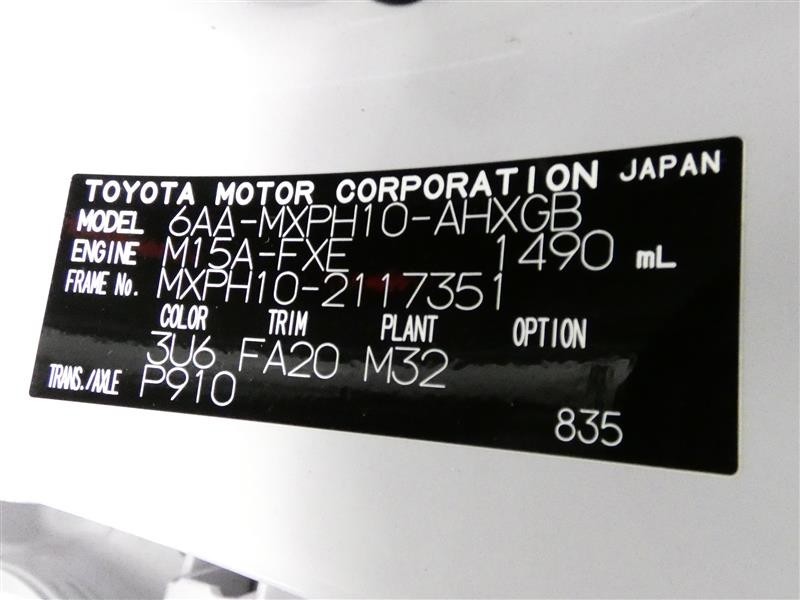 TOYOTA MOTOR CORPORATION JAPAN
MODEL 6AA-MXPH10-AHXGB
ENGINE M15A-FXE 1490 mL
FRAME No. MXPH10-2117351
COLOR TRIM PLANT OPTION
3U6 FA20 M32
TRANS./AXLE P910
835